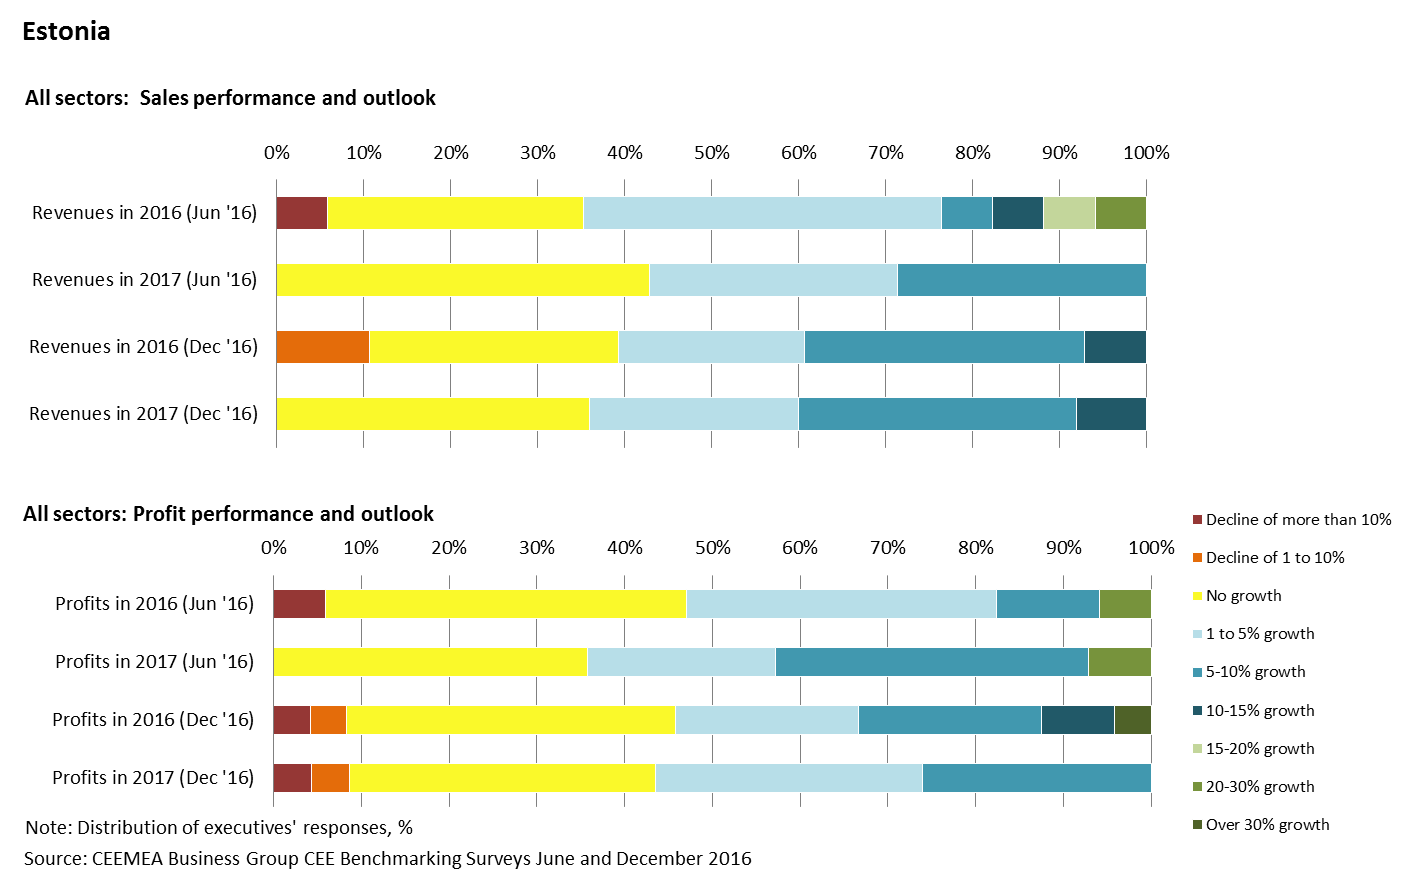 Estonia
All sectors:  Sales performance and outlook
0% 10% 20% 30% 40% 50% 60% 70% 80% 90% 100%
Revenues in 2016 (Jun '16)
Revenues in 2017 (Jun '16)
Revenues in 2016 (Dec '16)
Revenues in 2017 (Dec '16)
All sectors: Profit performance and outlook
0% 10% 20% 30% 40% 50% 60% 70% 80% 90% 100%
Profits in 2016 (Jun '16)
Profits in 2017 (Jun '16)
Profits in 2016 (Dec '16)
Profits in 2017 (Dec '16)
Decline of more than 10%
Decline of 1 to 10%
No growth
1 to 5% growth
5-10% growth
10-15% growth
15-20% growth
20-30% growth
Over 30% growth
Note: Distribution of executives' responses, %
Source: CEEMEA Business Group CEE Benchmarking Surveys June and December 2016